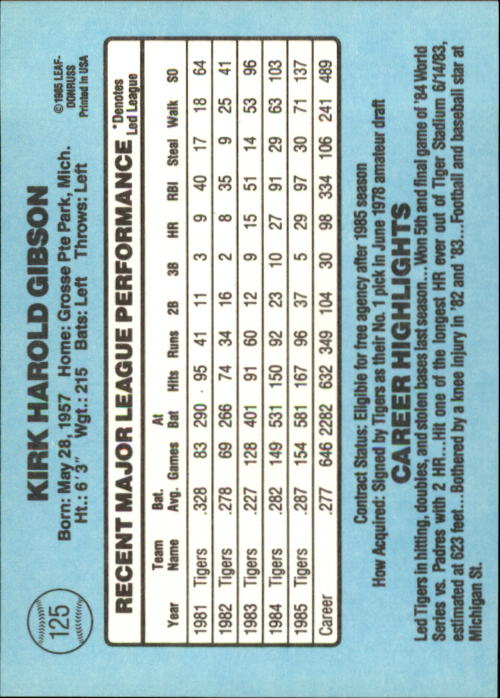 125
KIRK HAROLD GIBSON
©1985 LEAF-
DONRUSS
Printed in USA
Born: May 28, 1957 Home: Grosse Pte Park, Mich.
Ht.: 6'3" Wgt.: 215 Bats: Left Throws: Left
RECENT MAJOR LEAGUE PERFORMANCE *Denotes
Led League
Year Team Name Bat. Avg. Games At Bat Hits Runs 2B 3B HR RBI Steal Walk SO
1981 Tigers .328 83 290 95 41 11 3 9 40 17 18 64
1982 Tigers .278 69 266 74 34 16 2 8 35 9 25 41
1983 Tigers .227 128 401 91 60 12 9 15 51 14 53 96
1984 Tigers .282 149 531 150 92 23 10 27 91 29 63 103
1985 Tigers .287 154 581 167 96 37 5 29 97 30 71 137
Career .277 646 2282 632 349 104 30 98 334 106 241 489
Contract Status: Eligible for free agency after 1985 season
How Acquired: Signed by Tigers as their No. 1 pick in June 1978 amateur draft
CAREER HIGHLIGHTS
Led Tigers in hitting, doubles, and stolen bases last season... Won 5th and final game of '84 World
Series vs. Padres with 2 HR... Hit one of the longest HR ever out of Tiger Stadium 6/14/83,
estimated at 623 feet... Bothered by a knee injury in '82 and '83... Football and baseball star at
Michigan St.